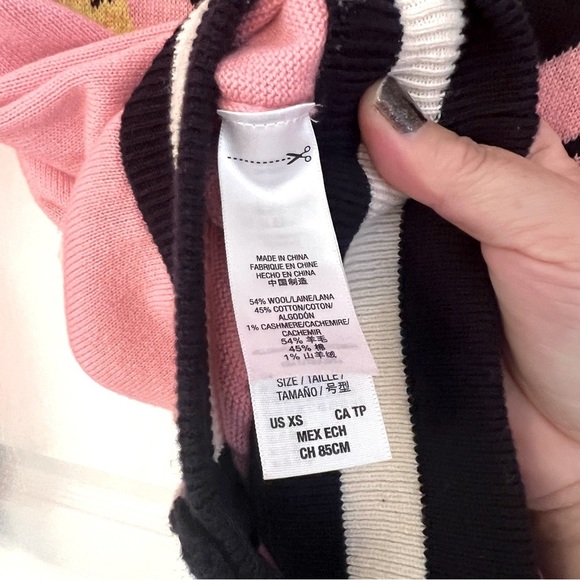 MADE IN CHINA
FABRIQUE EN CHINE
HECHO EN CHINA
中国制造
54% WOOL/LAINE/LANA
45% COTTON/COTON/
ALGODÓN
1% CASHMERE/CACHEMIRE/
CACHEMIR
54% 羊毛
45% 棉
1% 山羊绒
SIZE / TAILLE /
TAMAÑO / 号型
US XS CA TP
MEX ECH
CH 85CM